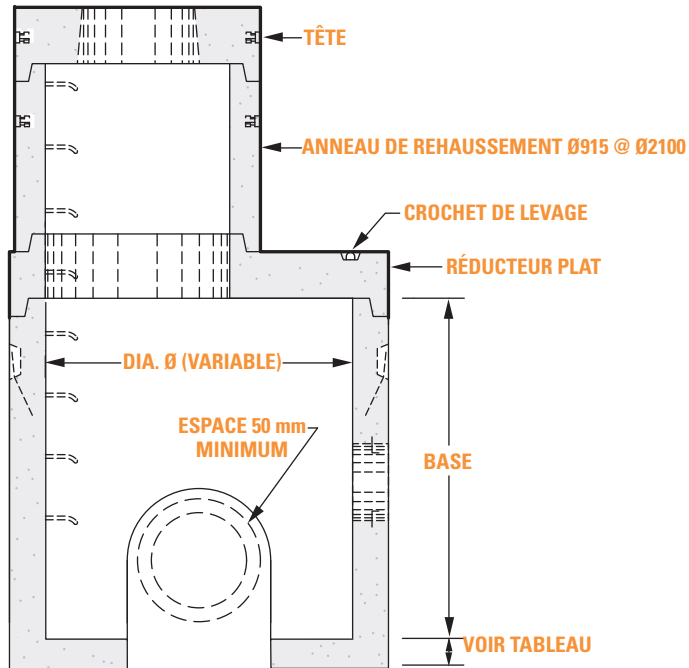 TÊTE
ANNEAU DE REHAUSSEMENT Ø915 @ Ø2100
CROCHET DE LEVAGE
RÉDUCTEUR PLAT
DIA. Ø (VARIABLE)
ESPACE 50 mm
MINIMUM
BASE
VOIR TABLEAU